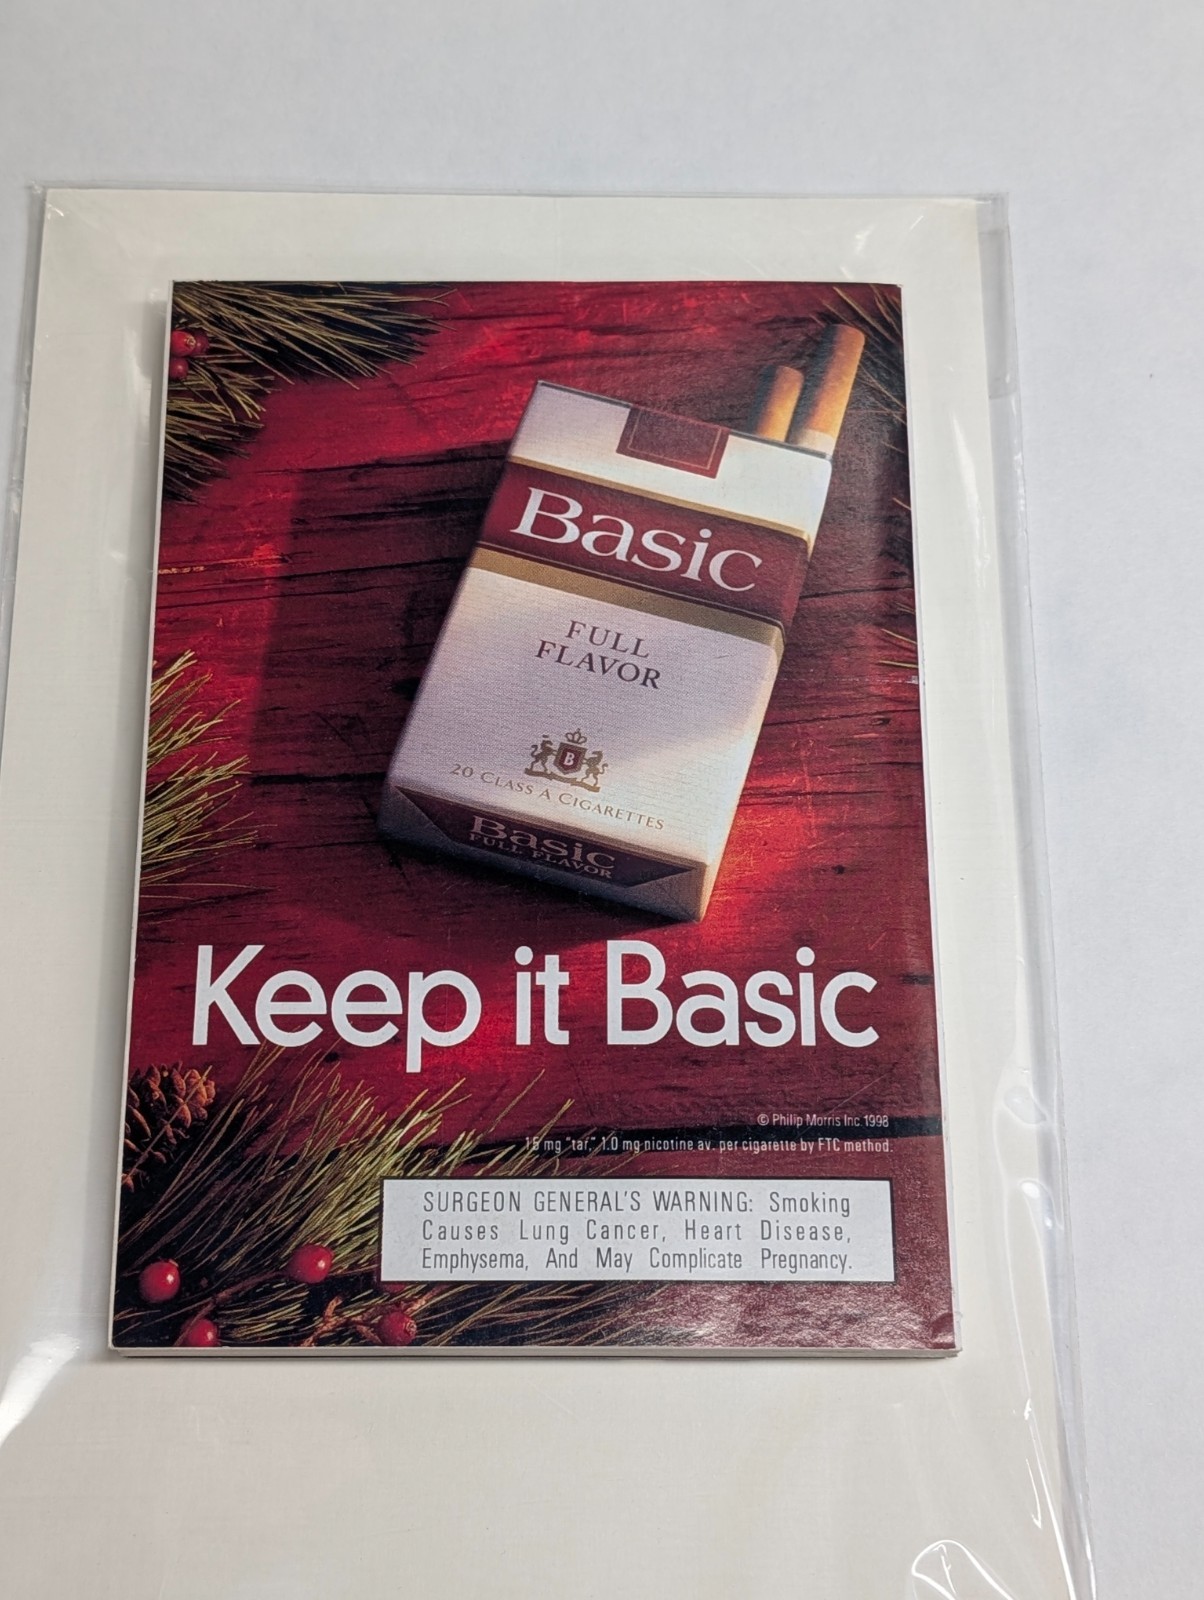 Basic
FULL
FLAVOR
B
20 CLASS A CIGARETTES
Basic
FULL FLAVOR
Keep it Basic
© Philip Morris Inc. 1998
15 mg "tar," 1.0 mg nicotine av. per cigarette by FTC method.
SURGEON GENERAL'S WARNING: Smoking
Causes Lung Cancer, Heart Disease,
Emphysema, And May Complicate Pregnancy.